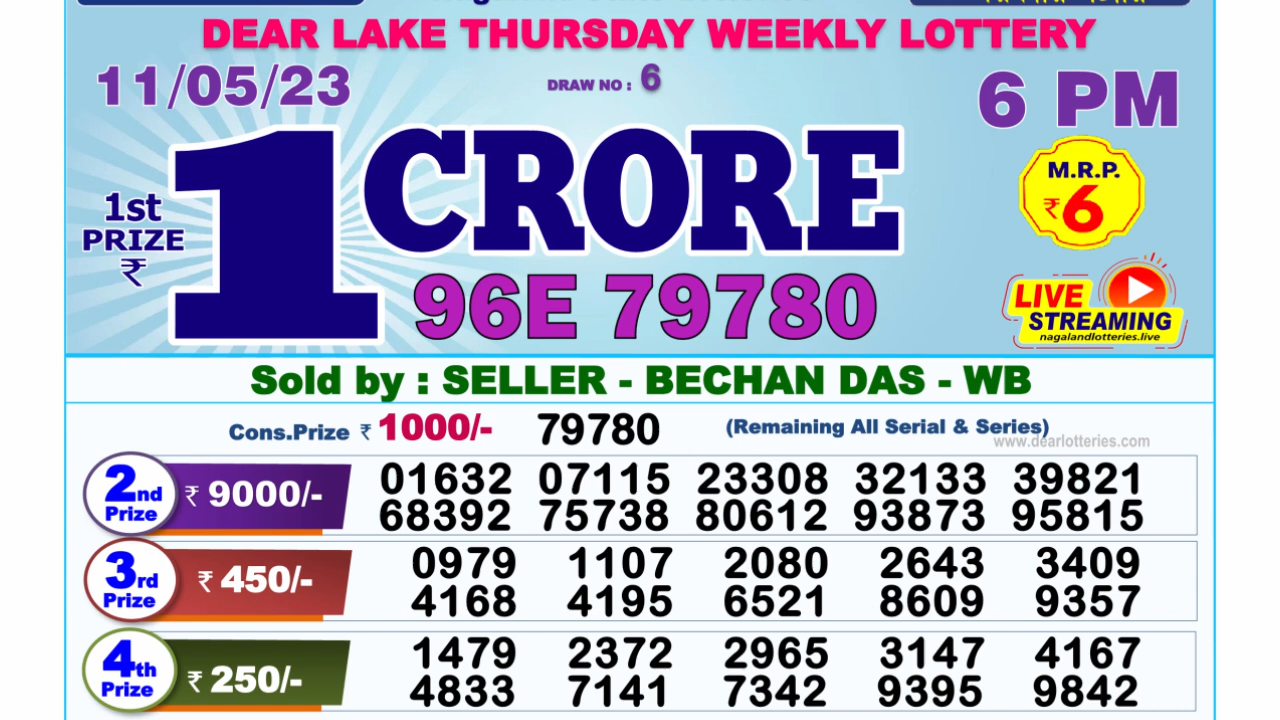 DEAR LAKE THURSDAY WEEKLY LOTTERY
11/05/23
DRAW NO : 6
6 PM
1st PRIZE ₹
1 CRORE
96E 79780
M.R.P.
₹ 6
LIVE
STREAMING
nagalandlotteries.live
Sold by : SELLER - BECHAN DAS - WB
Cons.Prize ₹ 1000/- 79780 (Remaining All Serial & Series)
www.dearlotteries.com
2nd Prize ₹ 9000/-
01632 07115 23308 32133 39821
68392 75738 80612 93873 95815
3rd Prize ₹ 450/-
0979 1107 2080 2643 3409
4168 4195 6521 8609 9357
4th Prize ₹ 250/-
1479 2372 2965 3147 4167
4833 7141 7342 9395 9842